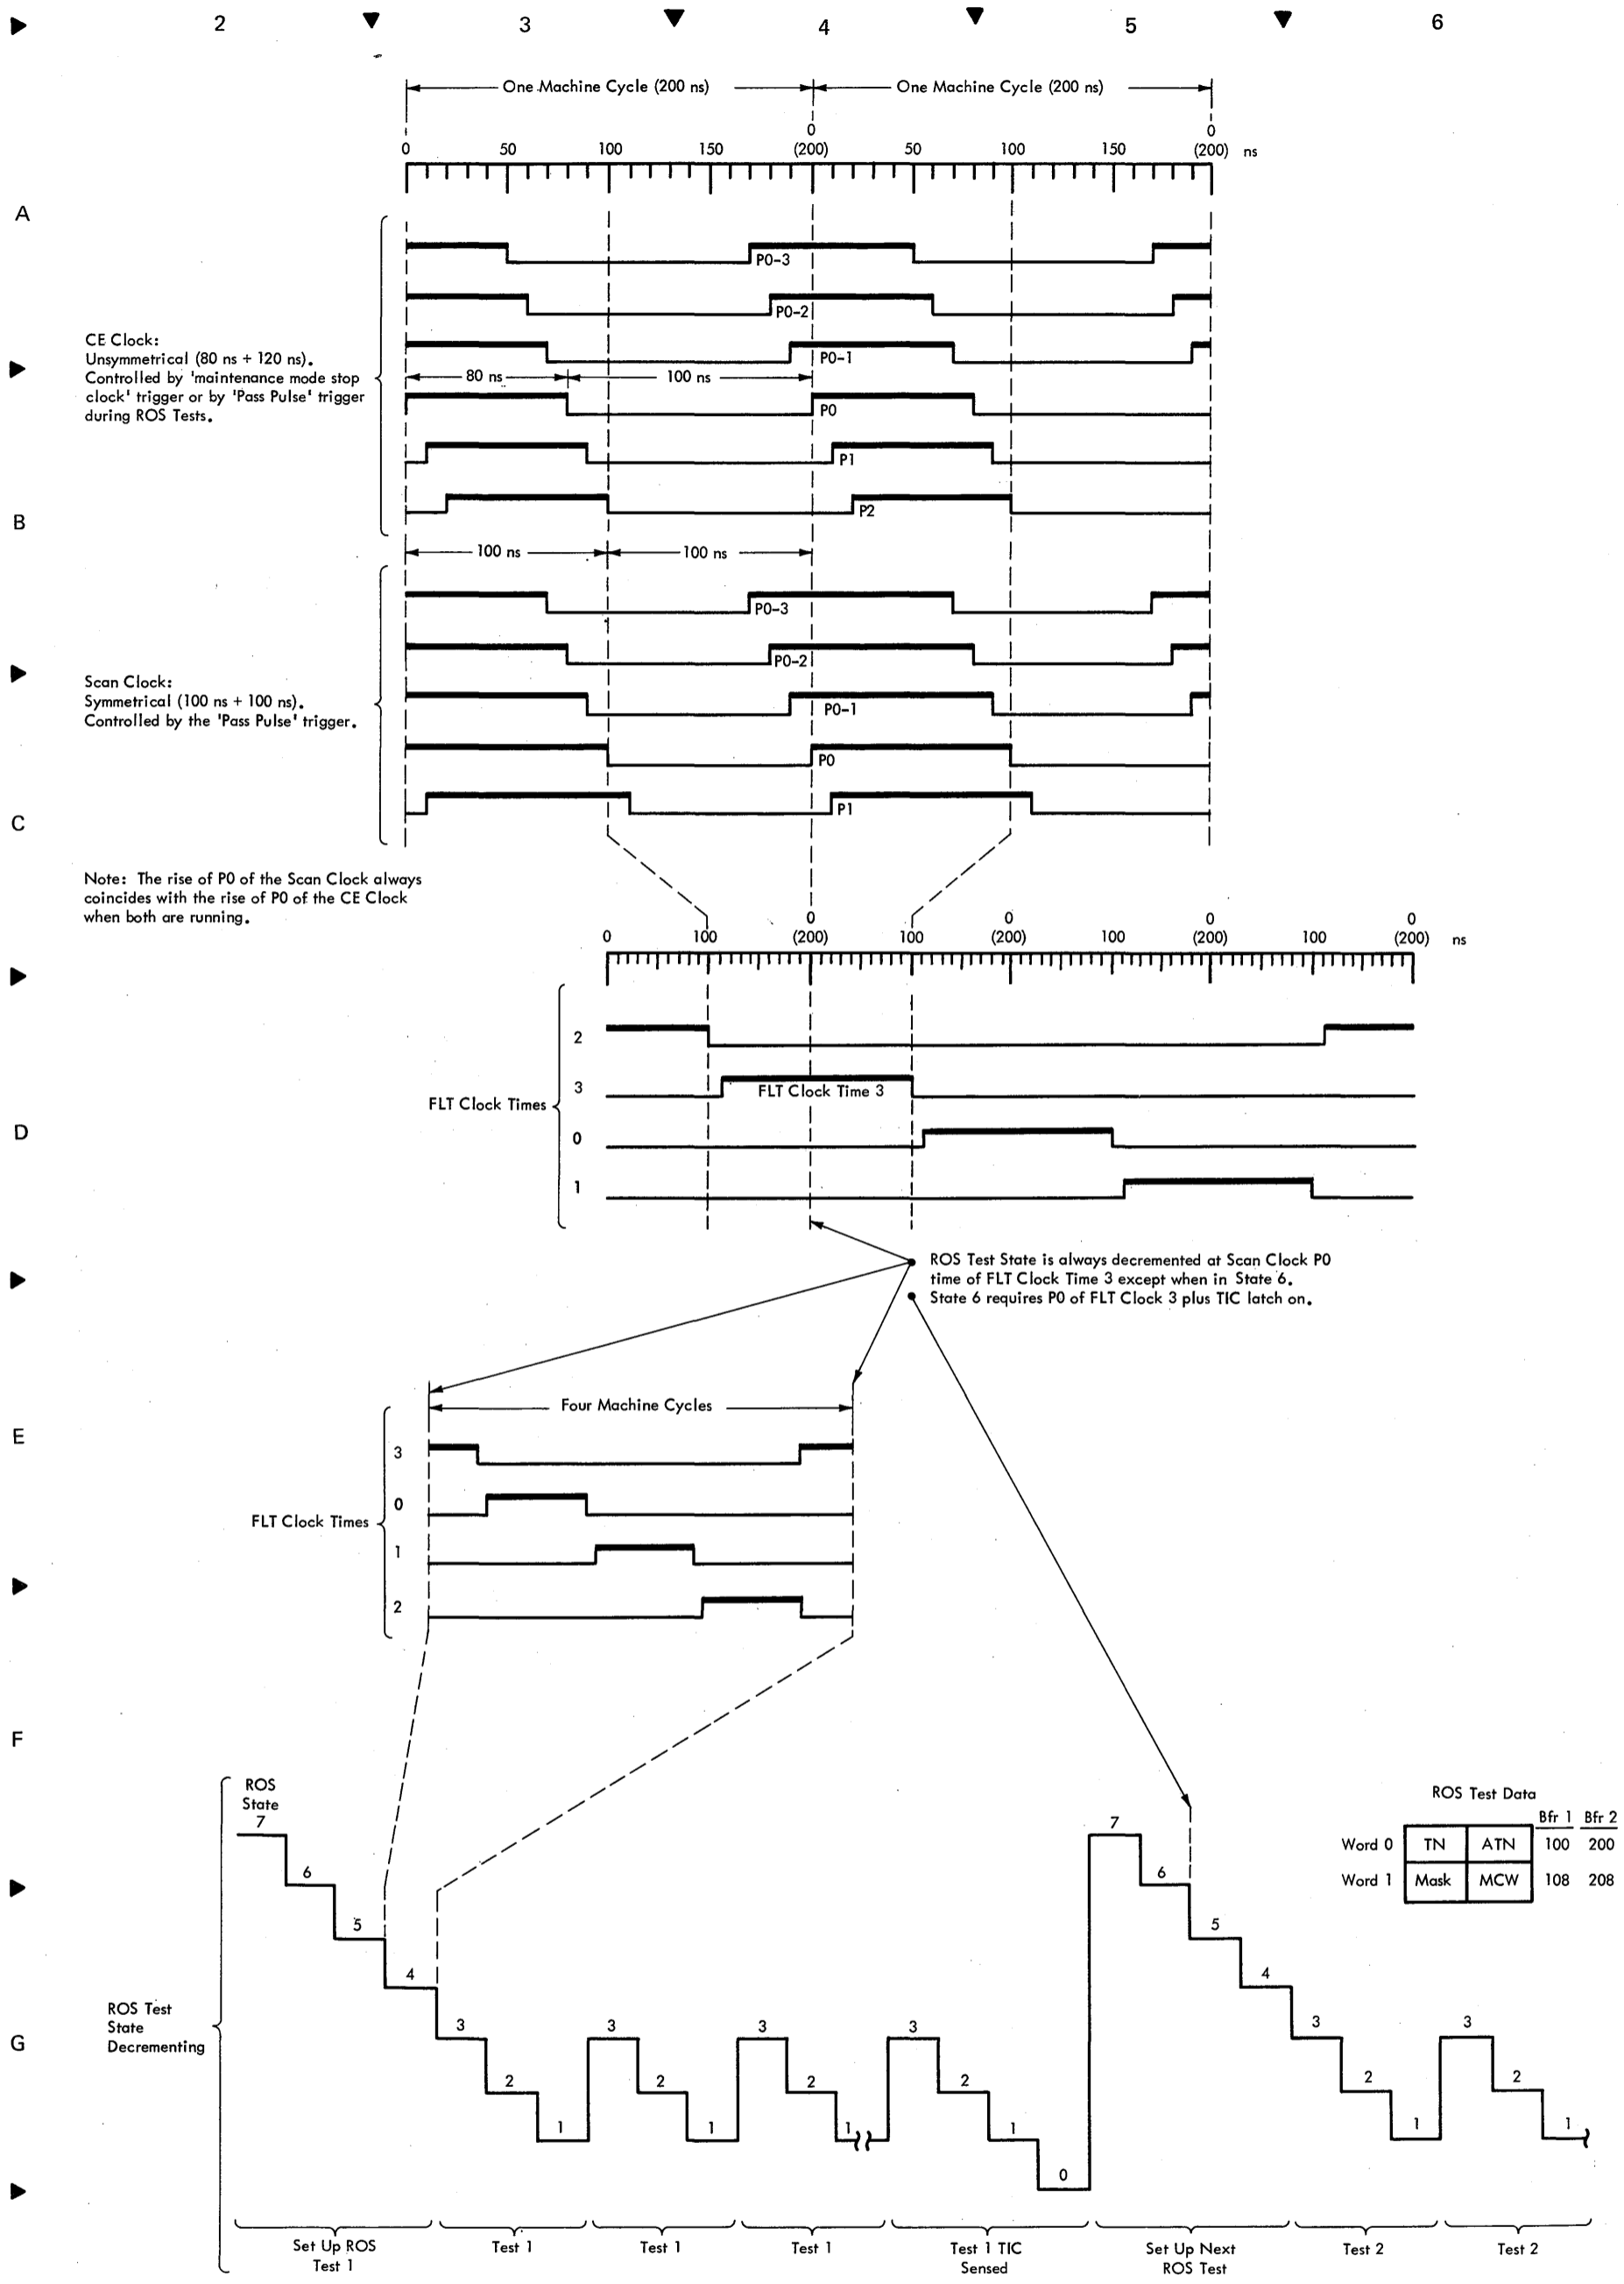 2 3 4 5 6
One Machine Cycle (200 ns) One Machine Cycle (200 ns)
0 0
0 50 100 150 (200) 50 100 150 (200) ns
A
P0-3
P0-2
CE Clock:
Unsymmetrical (80 ns + 120 ns).
Controlled by 'maintenance mode stop
clock' trigger or by 'Pass Pulse' trigger
during ROS Tests.
P0-1
80 ns 100 ns
P0
P1
B
P2
100 ns 100 ns
P0-3
P0-2
Scan Clock:
Symmetrical (100 ns + 100 ns).
Controlled by the 'Pass Pulse' trigger.
P0-1
P0
C
P1
Note: The rise of P0 of the Scan Clock always
coincides with the rise of P0 of the CE Clock
when both are running.
0 0 0 0
0 100 (200) 100 (200) 100 (200) 100 (200) ns
2
3 FLT Clock Time 3
FLT Clock Times
D
0
1
ROS Test State is always decremented at Scan Clock P0
time of FLT Clock Time 3 except when in State 6.
State 6 requires P0 of FLT Clock 3 plus TIC latch on.
Four Machine Cycles
E
3
0
FLT Clock Times
1
2
F
ROS
State
7 7
6 6
5 5
4 4
ROS Test Data
Bfr 1 Bfr 2
Word 0 TN ATN 100 200
Word 1 Mask MCW 108 208
G
ROS Test
State
Decrementing
3 3 3 3 3 3
2 2 2 2 2 2
1 1 1 1 1 1
0
Set Up ROS
Test 1
Test 1
Test 1
Test 1
Test 1 TIC
Sensed
Set Up Next
ROS Test
Test 2
Test 2